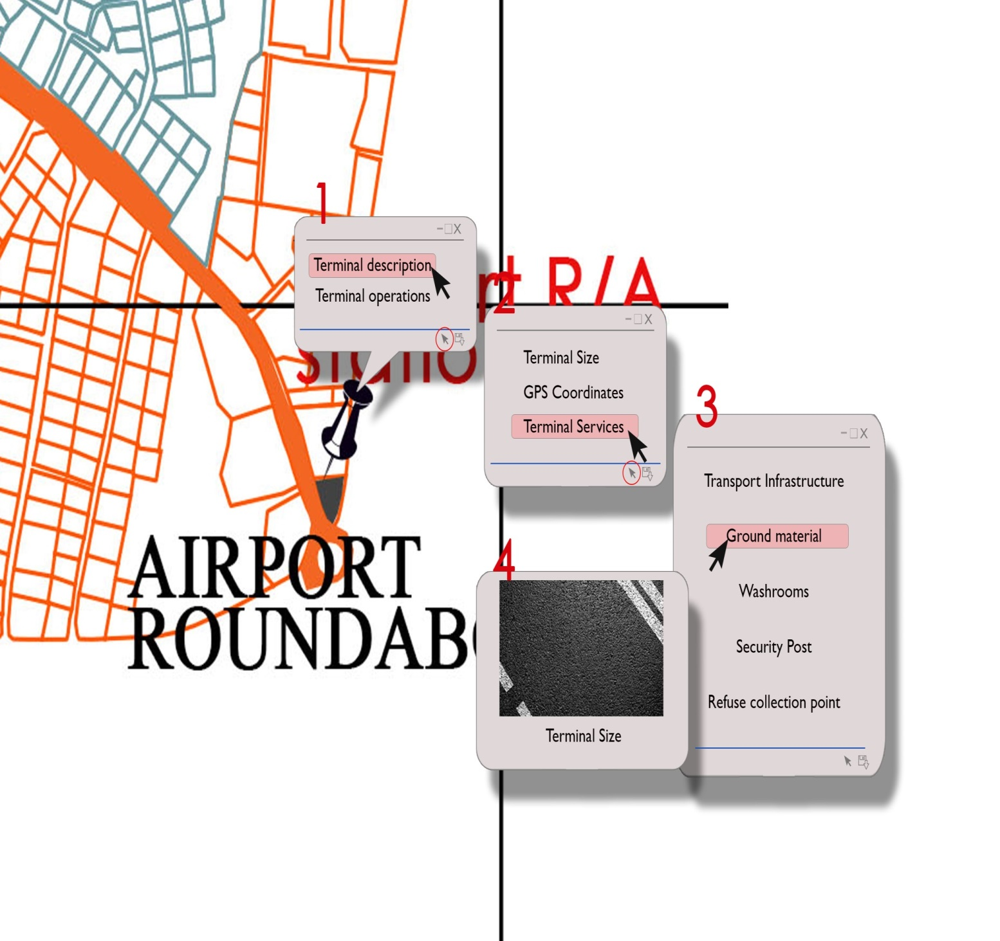 1
- □ X
Terminal description
Terminal operations
R/A
2
- □ X
Terminal Size
GPS Coordinates
Terminal Services
3
- □ X
Transport Infrastructure
Ground material
Washrooms
Security Post
Refuse collection point
4
Terminal Size
AIRPORT
ROUNDAB